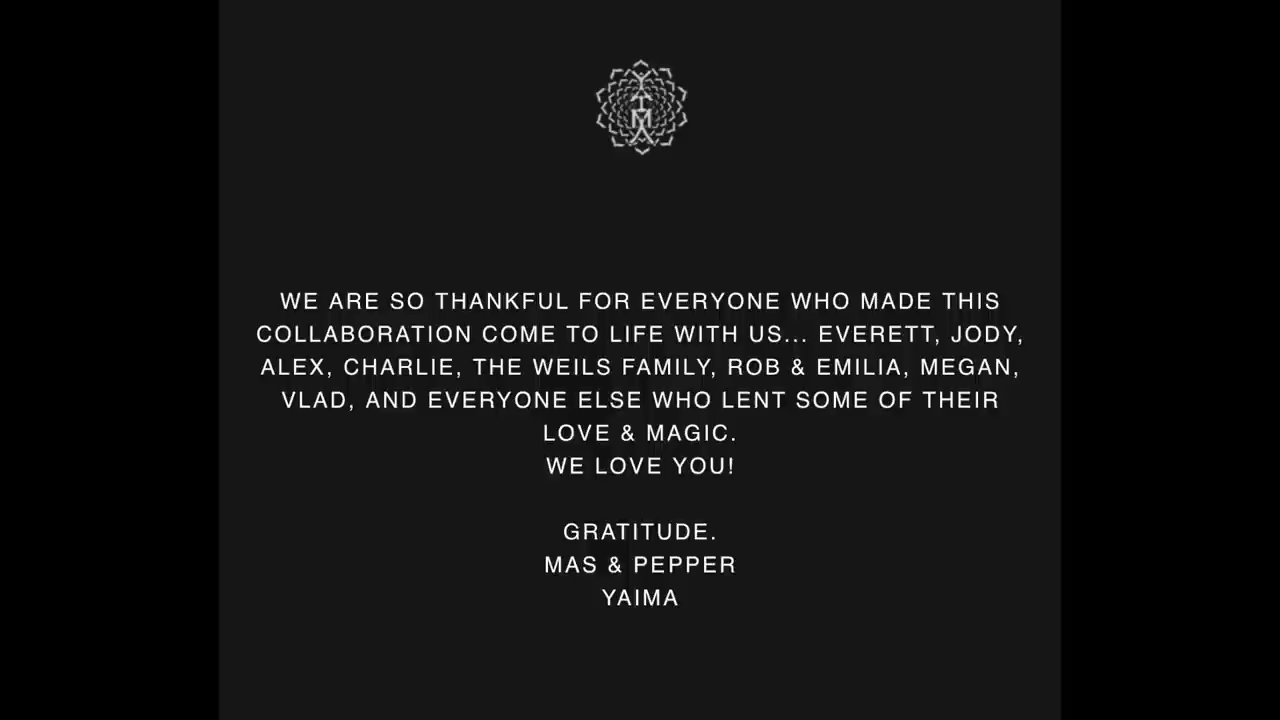 YAIMA
WE ARE SO THANKFUL FOR EVERYONE WHO MADE THIS
COLLABORATION COME TO LIFE WITH US... EVERETT, JODY,
ALEX, CHARLIE, THE WEILS FAMILY, ROB & EMILIA, MEGAN,
VLAD, AND EVERYONE ELSE WHO LENT SOME OF THEIR
LOVE & MAGIC.
WE LOVE YOU!
GRATITUDE.
MAS & PEPPER
YAIMA